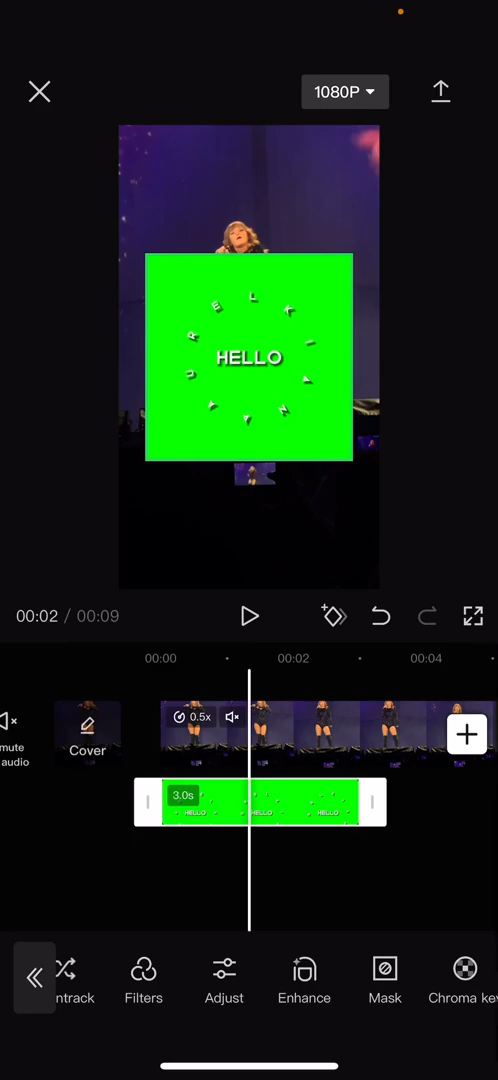 1080P
L
E
K
R
I
HELLO
U
A
Y
N
A
00:02 / 00:09
00:00
00:02
00:04
0.5x
mute
audio
Cover
3.0s
HELLO
HELLO
HELLO
ntrack
Filters
Adjust
Enhance
Mask
Chroma key